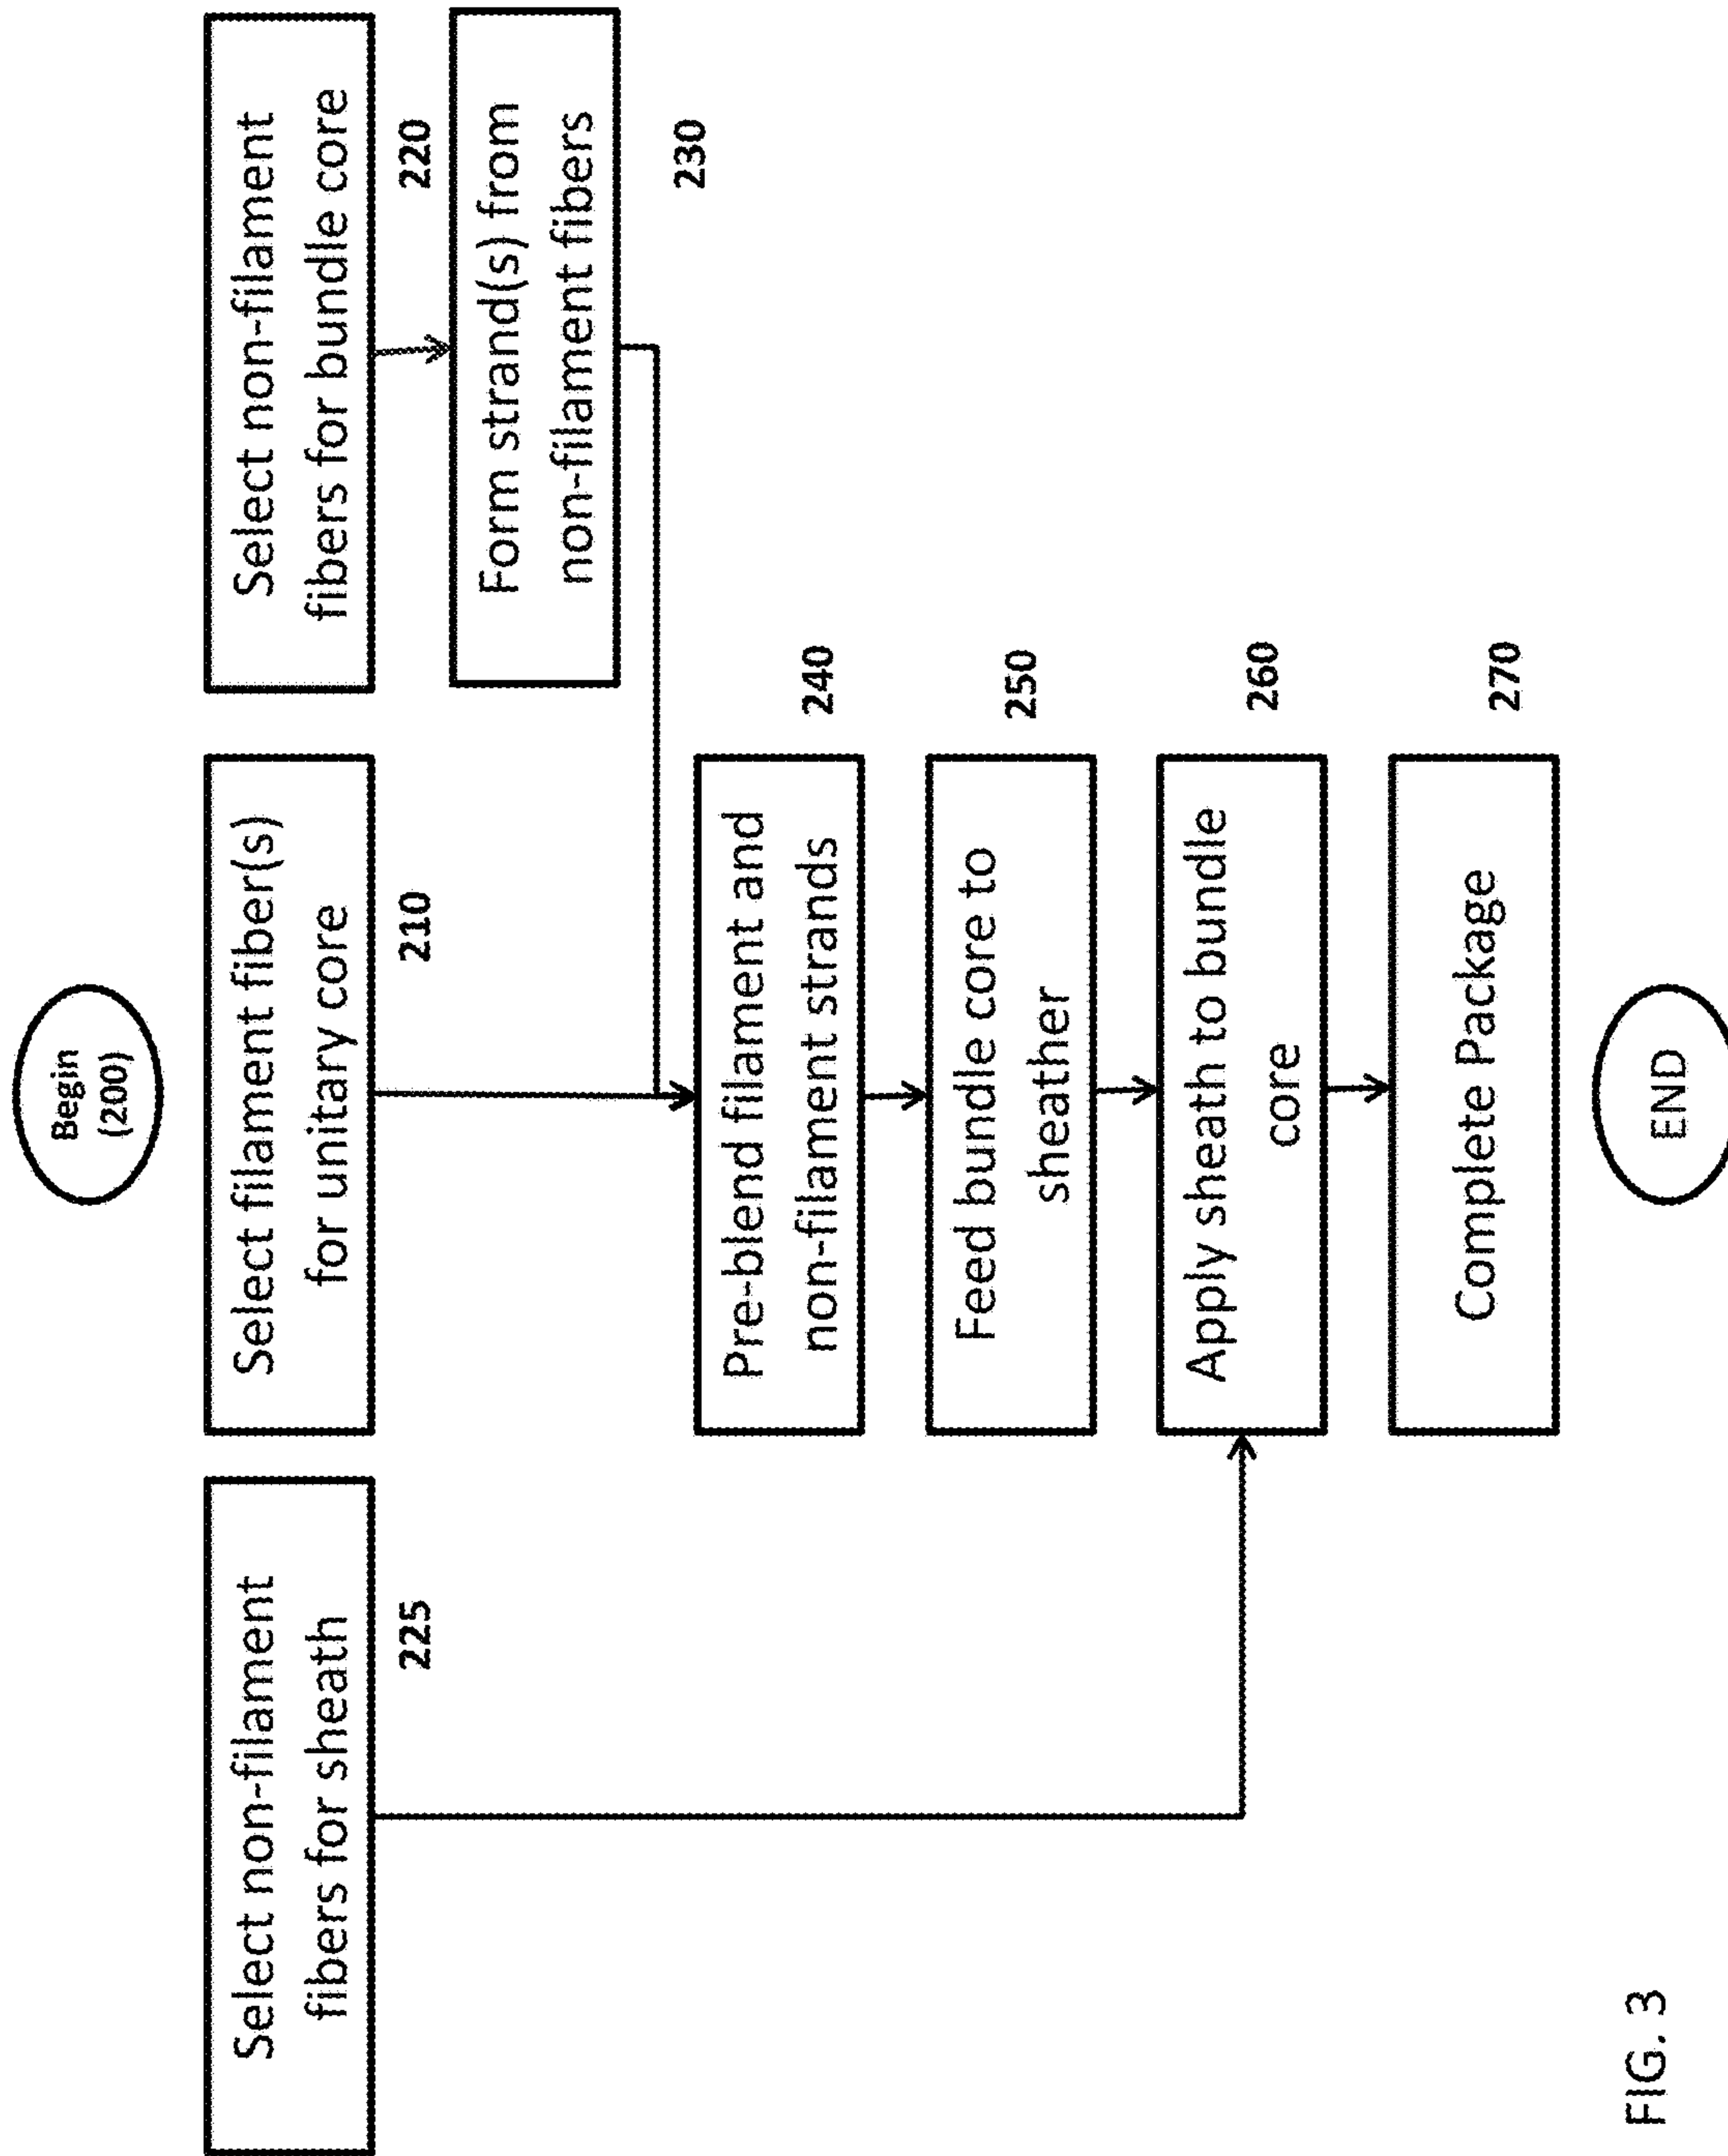 Begin
(200)
Select non-filament
fibers for sheath
225
Select filament fiber(s)
for unitary core
210
Select non-filament
fibers for bundle core
220
Form strand(s) from
non-filament fibers
230
Pre-blend filament and
non-filament strands
240
Feed bundle core to
sheather
250
Apply sheath to bundle
core
260
Complete Package
270
END
FIG. 3